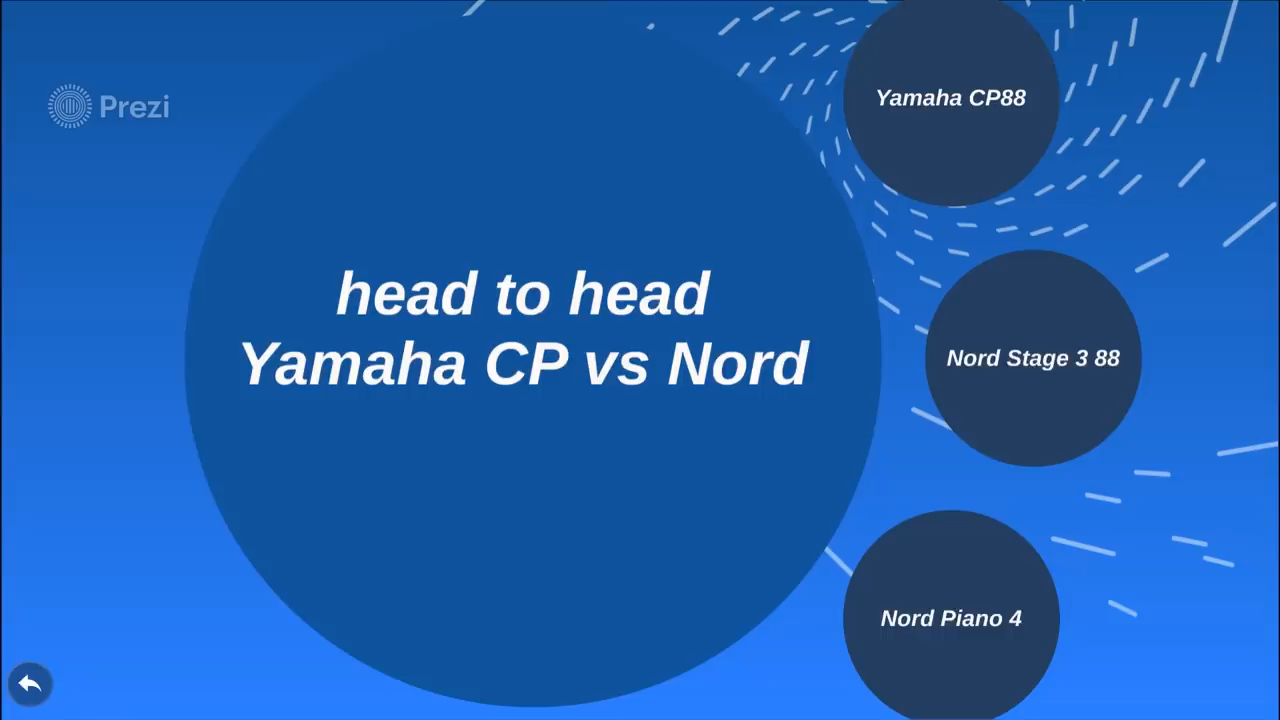 Prezi
head to head
Yamaha CP vs Nord
Yamaha CP88
Nord Stage 3 88
Nord Piano 4